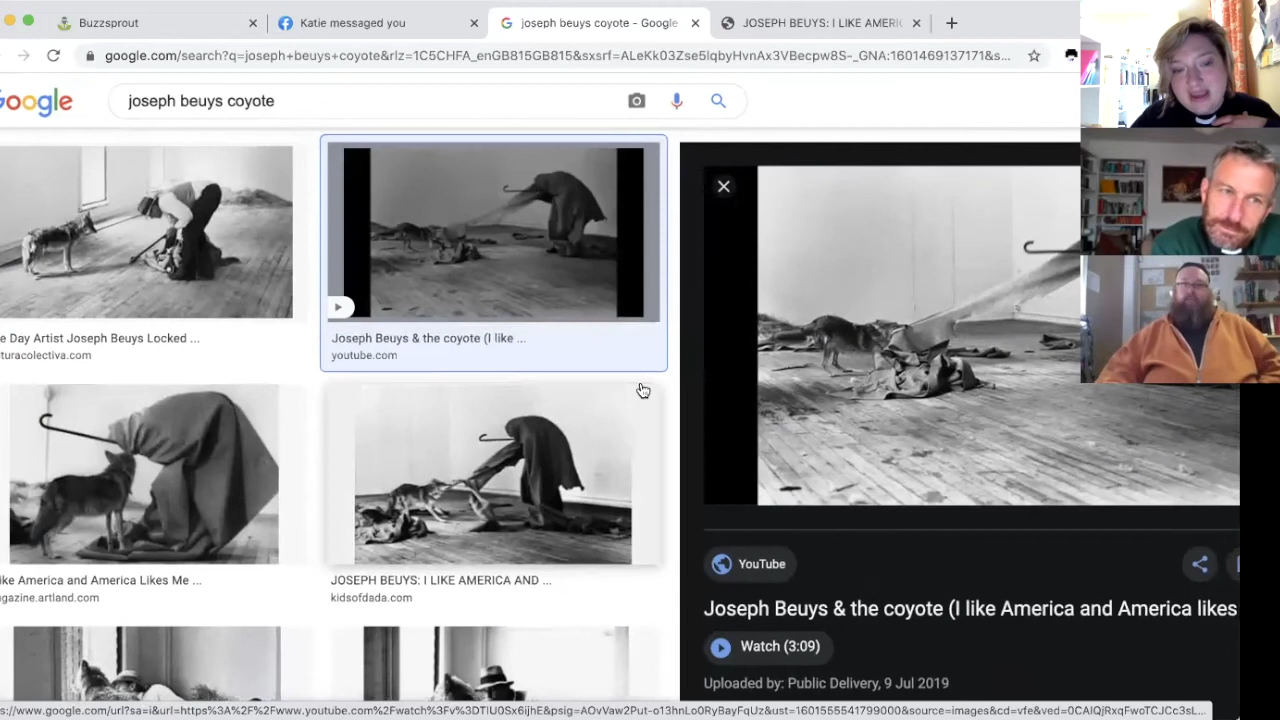 Buzzsprout
Katie messaged you
joseph beuys coyote - Google
JOSEPH BEUYS: I LIKE AMERI
google.com/search?q=joseph+beuys+coyote&rlz=1C5CHFA_enGB815GB815&sxsrf=ALeKk03Zse5lqbyHvnAx3VBecpw8S-_GNA:1601469137171&s...
Google
joseph beuys coyote
e Day Artist Joseph Beuys Locked ...
turacolectiva.com
Joseph Beuys & the coyote (I like ...
youtube.com
ike America and America Likes Me ...
gazine.artland.com
JOSEPH BEUYS: I LIKE AMERICA AND ...
kidsofdada.com
YouTube
Joseph Beuys & the coyote (I like America and America likes
Watch (3:09)
Uploaded by: Public Delivery, 9 Jul 2019